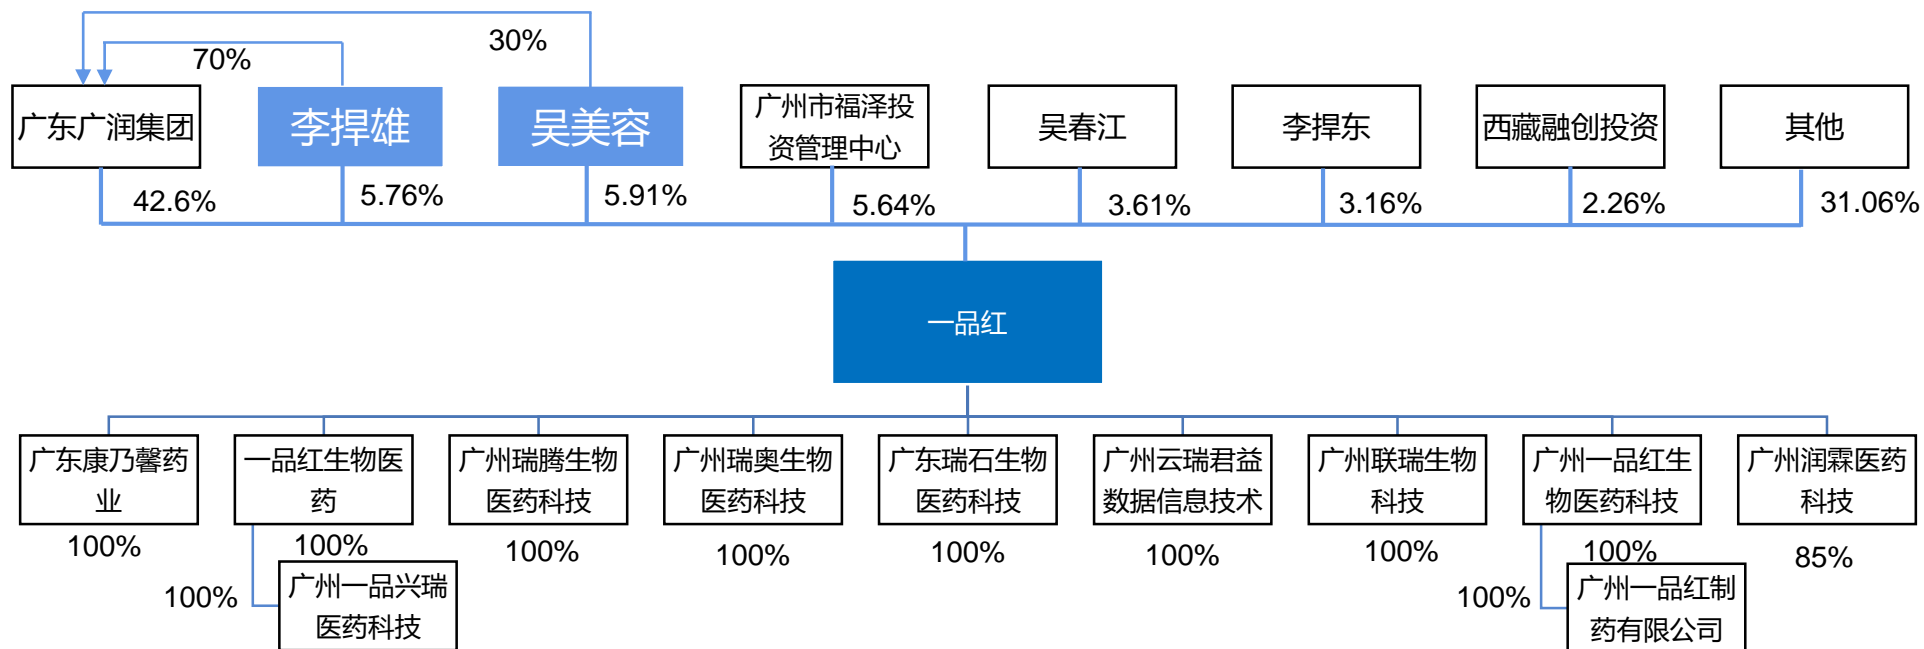 30%
70%
广东广润集团
李捍雄
吴美容
广州市福泽投
资管理中心
吴春江
李捍东
西藏融创投资
其他
42.6%
5.76%
5.91%
5.64%
3.61%
3.16%
2.26%
31.06%
一品红
广东康乃馨药
业
一品红生物医
药
广州瑞腾生物
医药科技
广州瑞奥生物
医药科技
广东瑞石生物
医药科技
广州云瑞君益
数据信息技术
广州联瑞生物
科技
广州一品红生
物医药科技
广州润霖医药
科技
100%
100%
100%
100%
100%
100%
100%
100%
85%
100%
广州一品兴瑞
医药科技
100%
广州一品红制
药有限公司